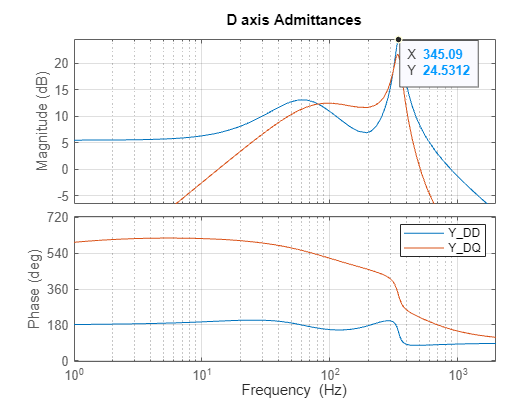 D axis Admittances
X 345.09
Y 24.5312
Magnitude (dB)
20
15
10
5
0
-5
Phase (deg)
720
540
360
180
0
Y_DD
Y_DQ
10^0
10^1
10^2
10^3
Frequency (Hz)